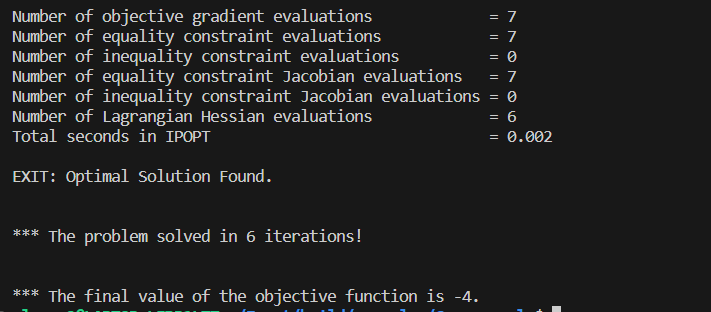 Number of objective gradient evaluations = 7
Number of equality constraint evaluations = 7
Number of inequality constraint evaluations = 0
Number of equality constraint Jacobian evaluations = 7
Number of inequality constraint Jacobian evaluations = 0
Number of Lagrangian Hessian evaluations = 6
Total seconds in IPOPT = 0.002
EXIT: Optimal Solution Found.
*** The problem solved in 6 iterations!
*** The final value of the objective function is -4.